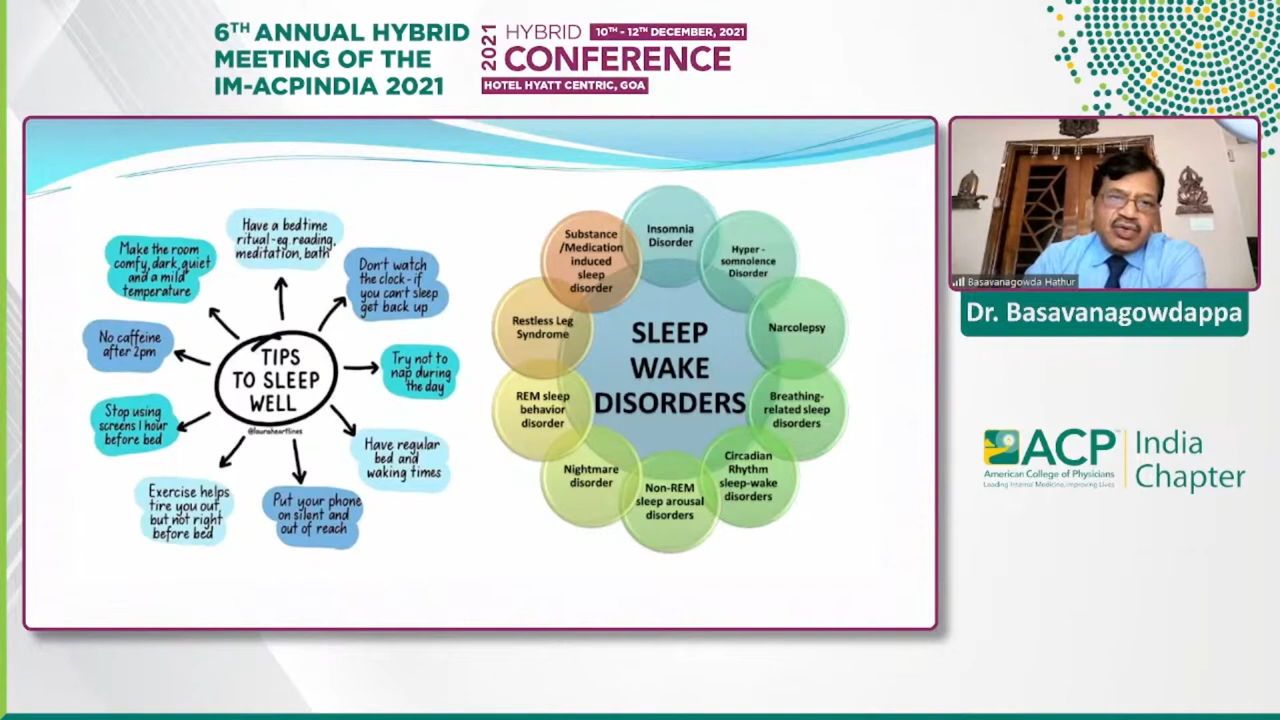 6TH ANNUAL HYBRID
MEETING OF THE
IM-ACPINDIA 2021
2021
HYBRID
10TH - 12TH DECEMBER, 2021
CONFERENCE
HOTEL HYATT CENTRIC, GOA
TIPS
TO SLEEP
WELL
@lauraheartlines
Have a bedtime
ritual-eg. reading,
meditation, bath
Don't watch
the clock - if
you can't sleep
get back up
Try not to
nap during
the day
Have regular
bed and
waking times
Put your phone
on silent and
out of reach
Exercise helps
tire you out,
but not right
before bed
Stop using
screens 1 hour
before bed
No caffeine
after 2pm
Make the room
comfy, dark, quiet
and a mild
temperature
SLEEP
WAKE
DISORDERS
Insomnia
Disorder
Hyper -
somnolence
Disorder
Narcolepsy
Breathing-
related sleep
disorders
Circadian
Rhythm
sleep-wake
disorders
Non-REM
sleep arousal
disorders
Nightmare
disorder
REM sleep
behavior
disorder
Restless Leg
Syndrome
Substance
/Medication
induced
sleep
disorder
Basavanagowda Hathur
Dr. Basavanagowdappa
ACP
American College of Physicians
Leading Internal Medicine, Improving Lives
India
Chapter